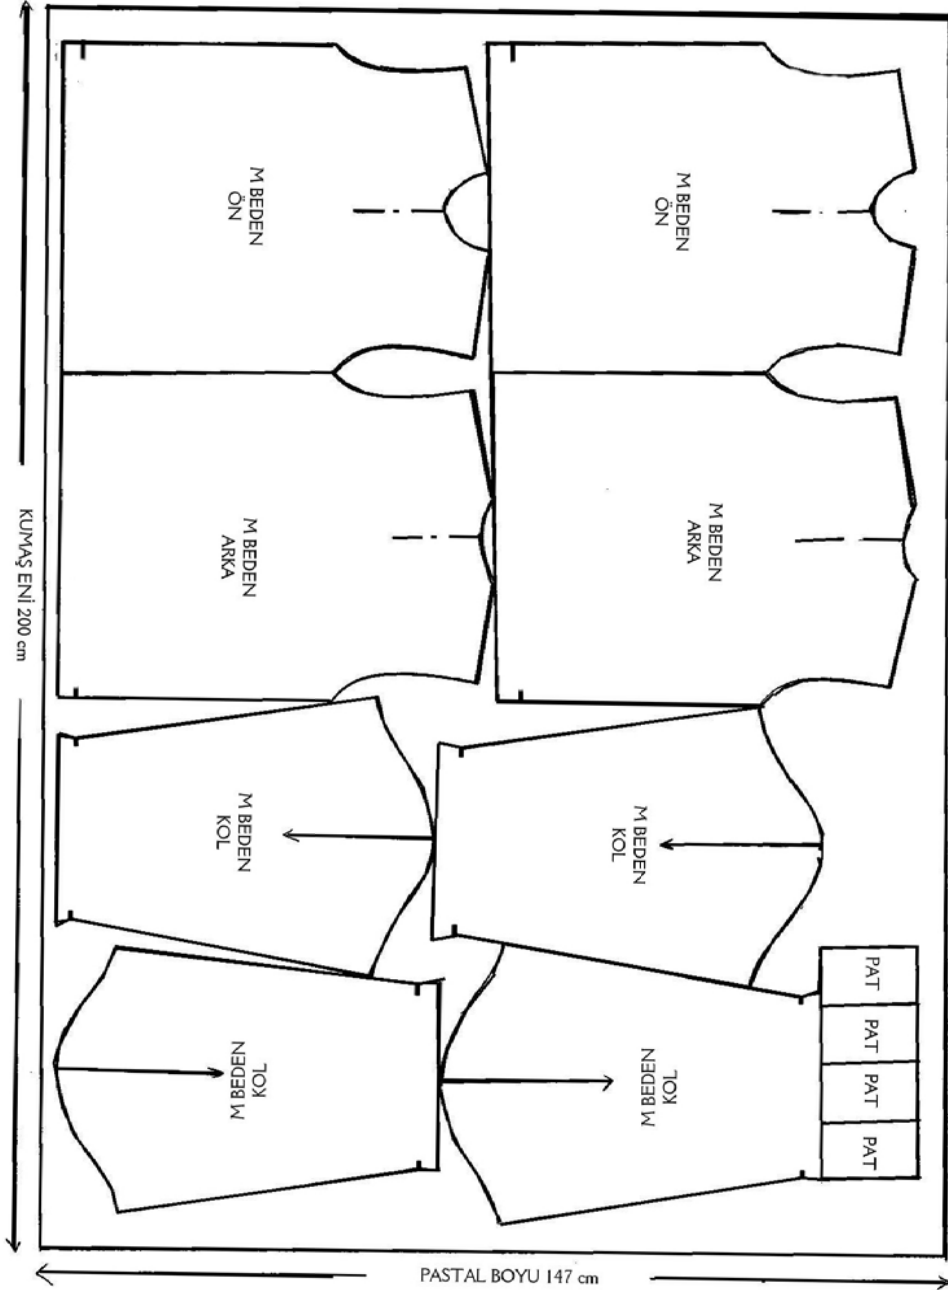 M BEDEN
ÖN
M BEDEN
ÖN
M BEDEN
ARKA
M BEDEN
ARKA
M BEDEN
KOL
M BEDEN
KOL
M BEDEN
KOL
M BEDEN
KOL
PAT
PAT
PAT
PAT
KUMAŞ ENİ 200 cm
PASTAL BOYU 147 cm